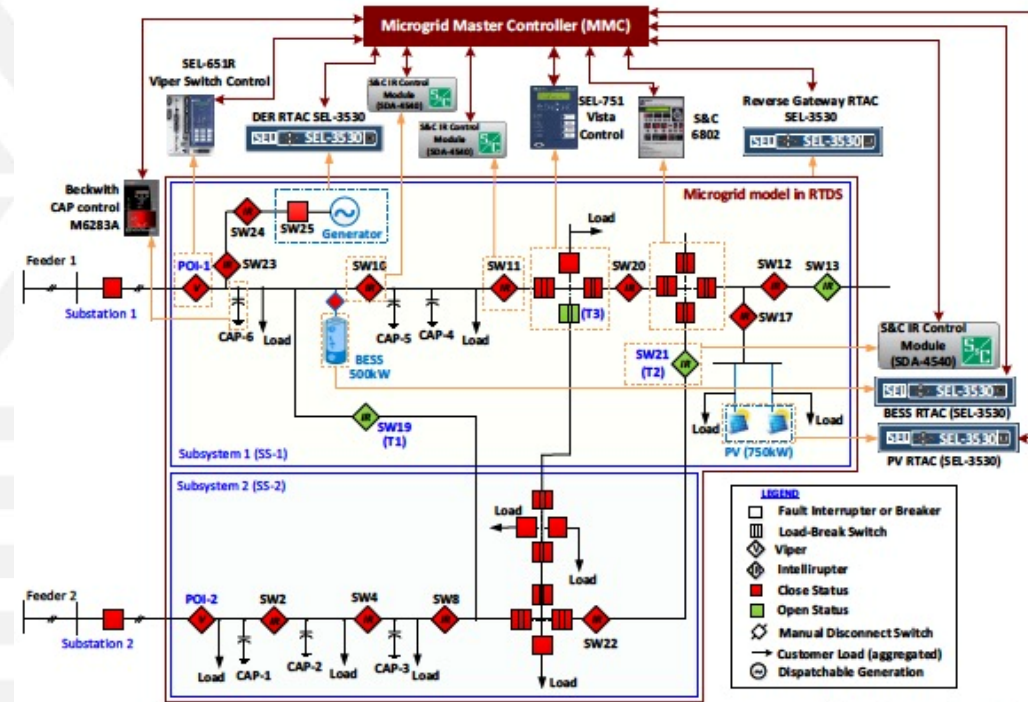 Microgrid Master Controller (MMC)
SEL-651R
Viper Switch Control
DER RTAC SEL-3530
SEL-3530
S&C IR Control
Module
(SDA-4540)
S&C IR Control
Module
(SDA-4540)
SEL-751
Vista
Control
S&C
6802
Reverse Gateway RTAC
SEL-3530
SEL-3530
Beckwith
CAP control
M6283A
Microgrid model in RTDS
Load
SW24
SW25
Generator
Feeder 1
POI-1
SW23
SW10
SW11
SW20
SW12
SW13
V
IR
Substation 1
CAP-6
Load
BESS
500kW
CAP-5
CAP-4
Load
(T3)
SW17
SW21
(T2)
S&C IR Control
Module
(SDA-4540)
SEL-3530
BESS RTAC (SEL-3530)
SW19
(T1)
Load
Load
PV (750kW)
SEL-3530
PV RTAC (SEL-3530)
Subsystem 1 (SS-1)
Subsystem 2 (SS-2)
Load
Load
Feeder 2
POI-2
SW2
SW4
SW8
SW22
Substation 2
Load
CAP-1
CAP-2
Load
CAP-3
Load
Load
LEGEND
Fault Interrupter or Breaker
Load-Break Switch
Viper
Intellirupter
Close Status
Open Status
Manual Disconnect Switch
Customer Load (aggregated)
Dispatchable Generation